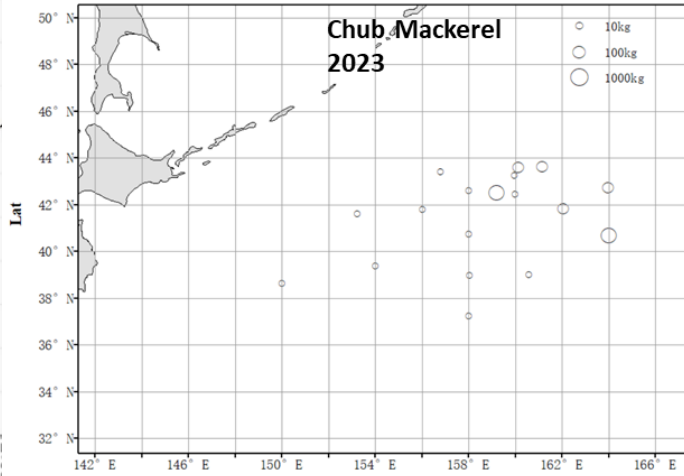 Chub Mackerel
2023
10kg
100kg
1000kg
Lat
50° N
48° N
46° N
44° N
42° N
40° N
38° N
36° N
34° N
32° N
142° E
146° E
150° E
154° E
158° E
162° E
166° E